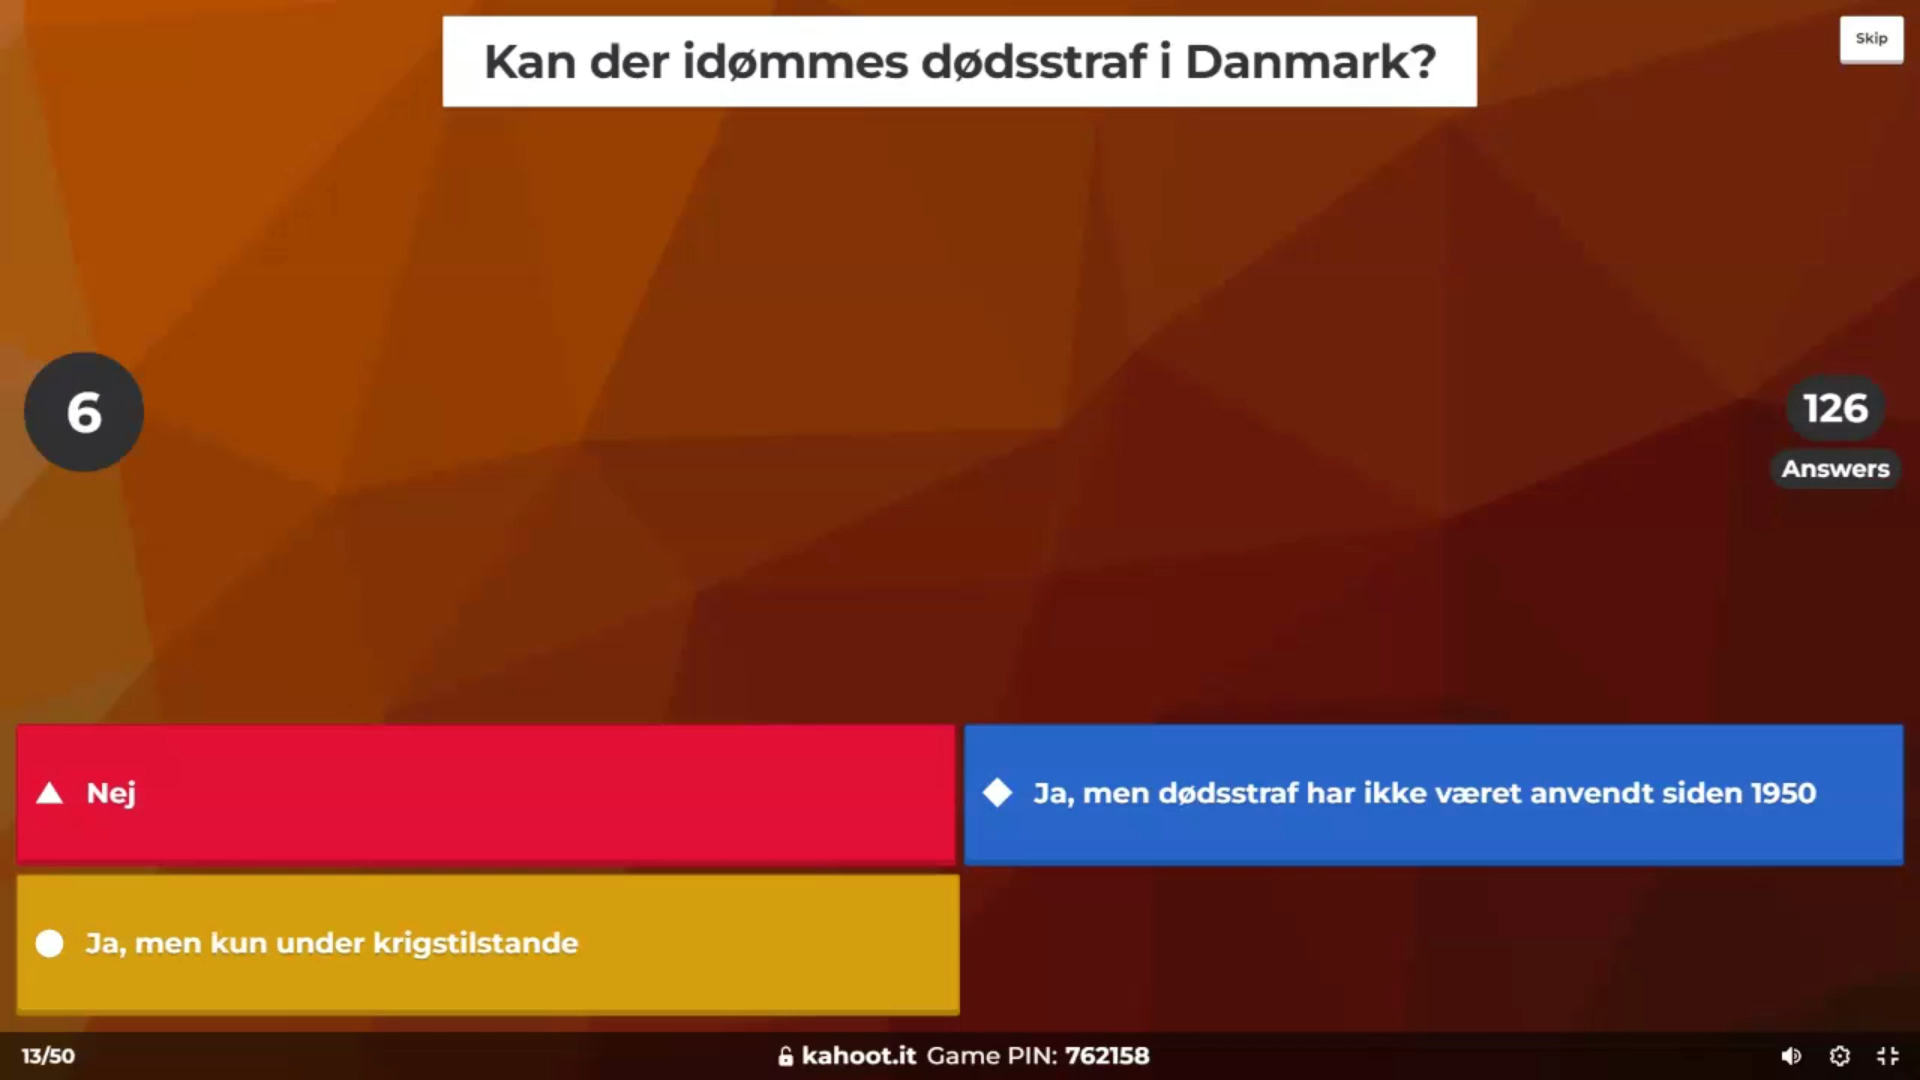 Kan der idømmes dødsstraf i Danmark?
Skip
6
126
Answers
Nej
Ja, men dødsstraf har ikke været anvendt siden 1950
Ja, men kun under krigstilstande
13/50
kahoot.it Game PIN: 762158